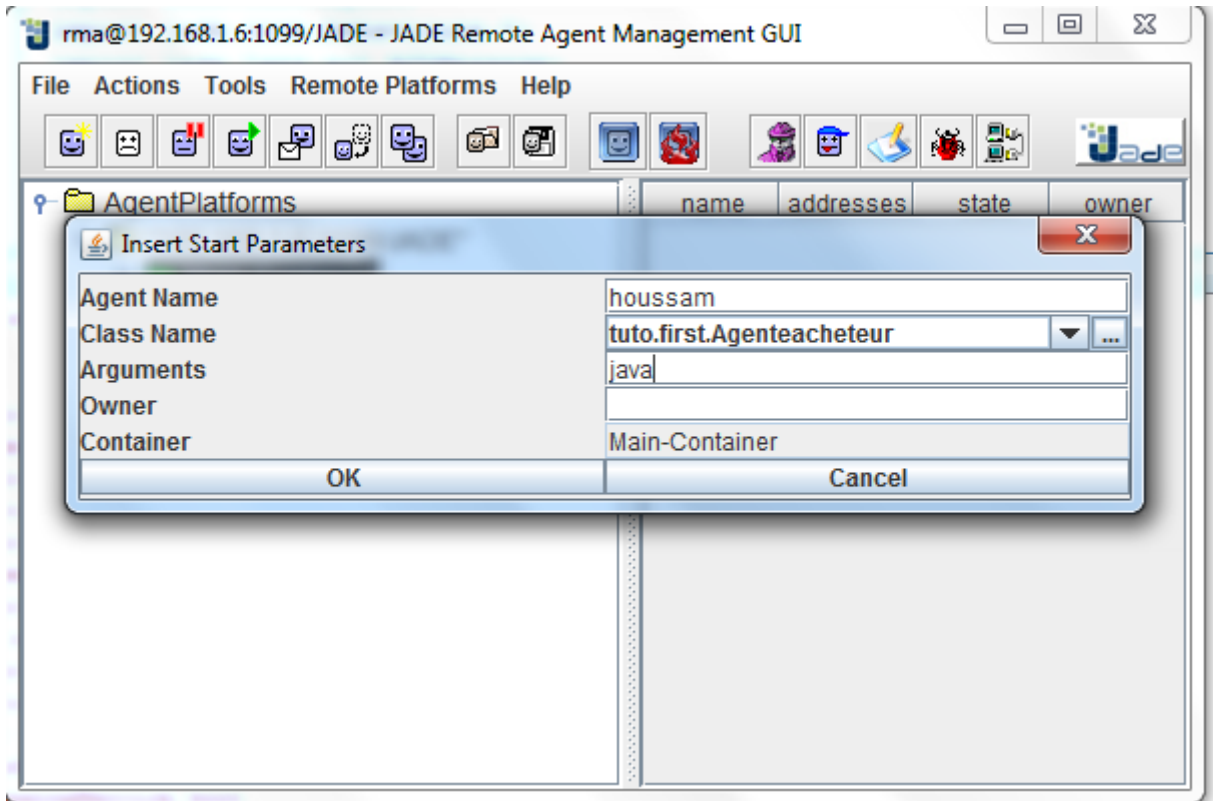 rma@192.168.1.6:1099/JADE - JADE Remote Agent Management GUI
File Actions Tools Remote Platforms Help
Jade
AgentPlatforms
name addresses state owner
Insert Start Parameters
Agent Name houssam
Class Name tuto.first.Agenteacheteur ...
Arguments java
Owner
Container Main-Container
OK Cancel